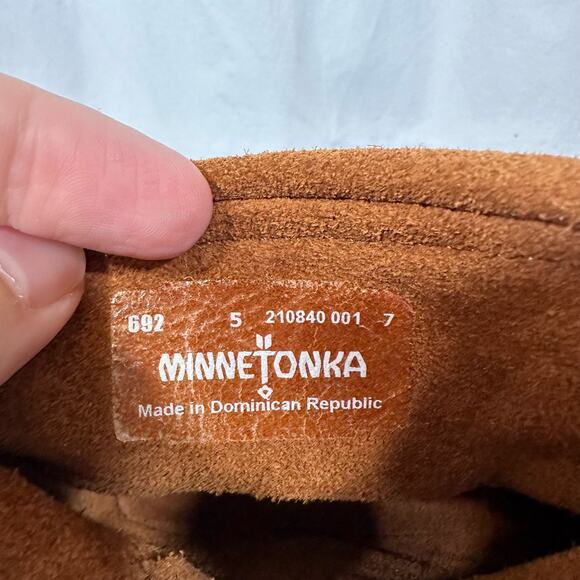 692 5 210840 001 7
MINNETONKA
Made in Dominican Republic